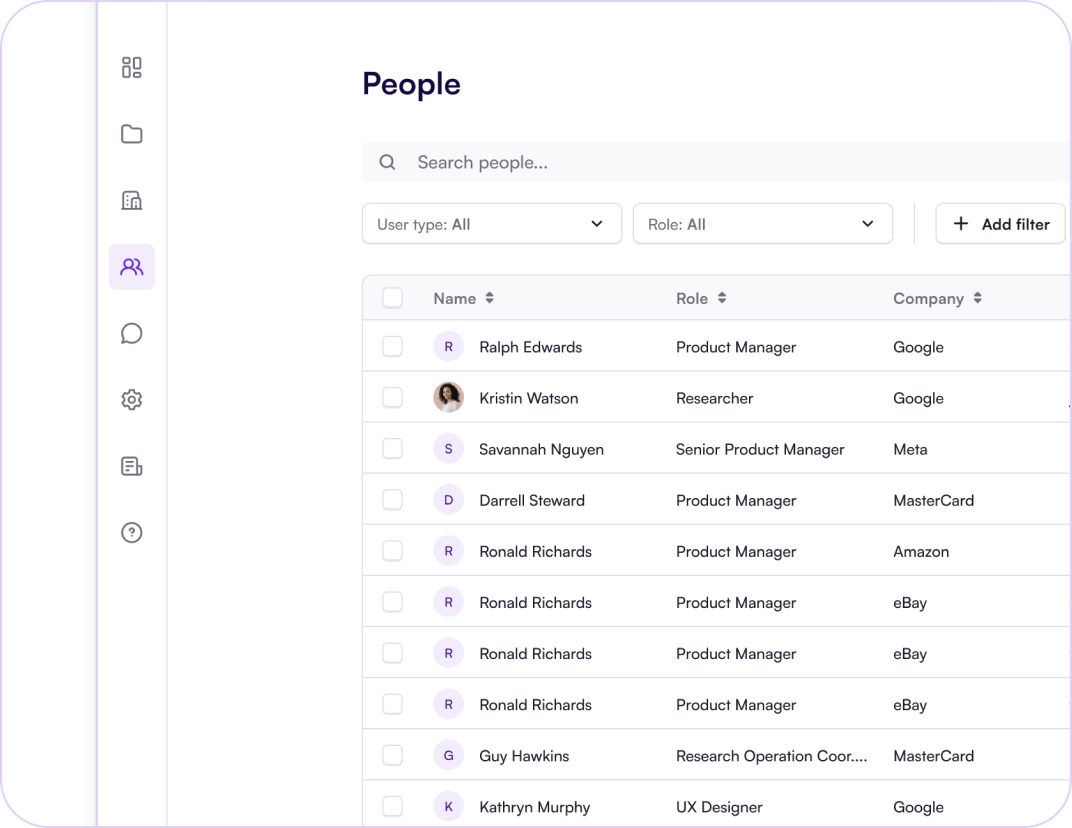 People
Search people...
User type: All Role: All Add filter
Name Role Company
R Ralph Edwards Product Manager Google
Kristin Watson Researcher Google
S Savannah Nguyen Senior Product Manager Meta
D Darrell Steward Product Manager MasterCard
R Ronald Richards Product Manager Amazon
R Ronald Richards Product Manager eBay
R Ronald Richards Product Manager eBay
R Ronald Richards Product Manager eBay
G Guy Hawkins Research Operation Coor.... MasterCard
K Kathryn Murphy UX Designer Google